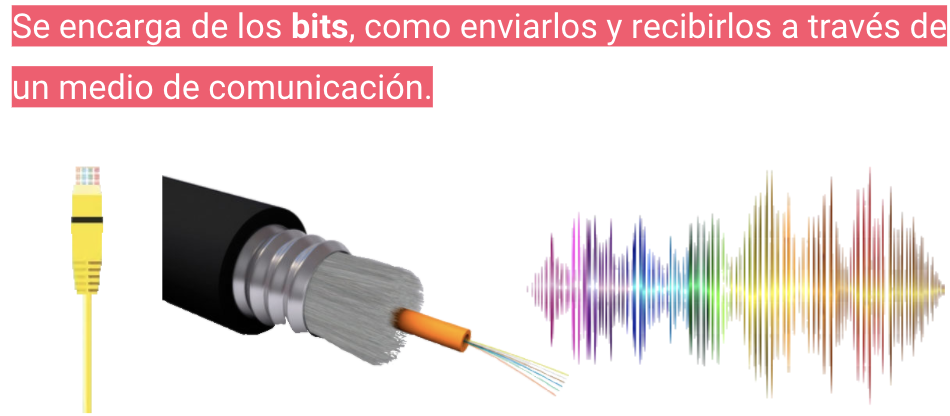 Se encarga de los bits, como enviarlos y recibirlos a través de
un medio de comunicación.